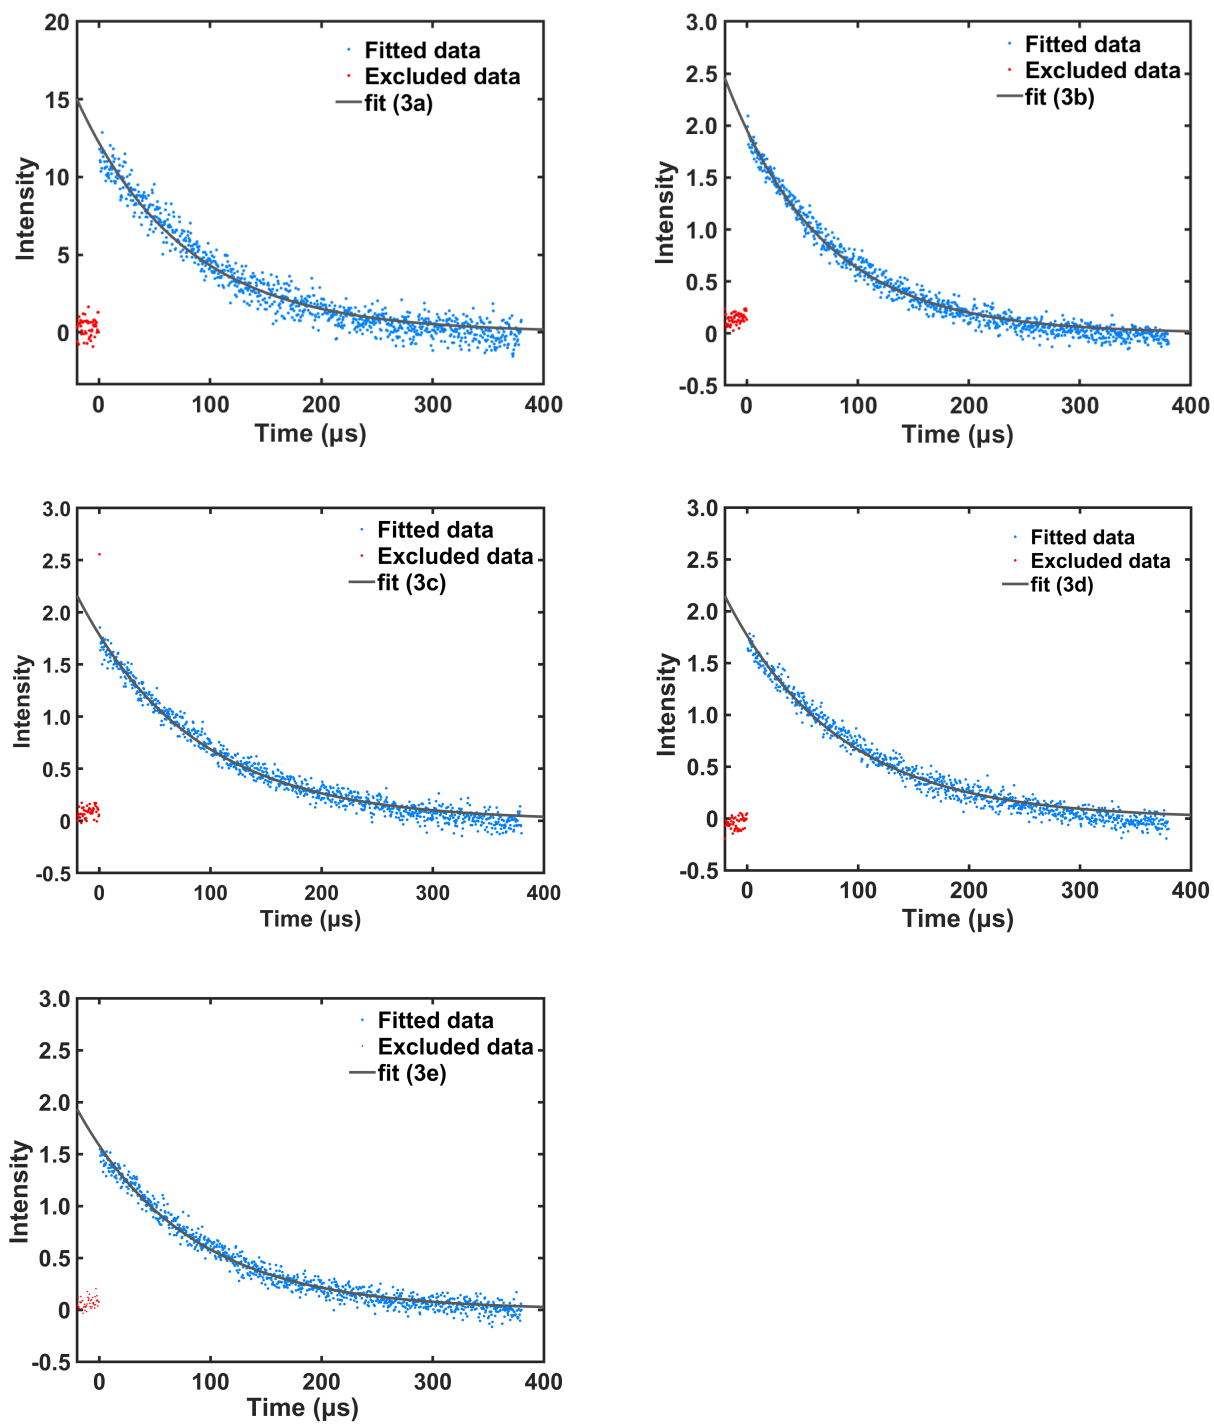 20
15
10
5
0
Intensity
Fitted data
Excluded data
fit (3a)
0 100 200 300 400
Time (µs)
3.0
2.5
2.0
1.5
1.0
0.5
0
-0.5
Intensity
Fitted data
Excluded data
fit (3b)
0 100 200 300 400
Time (µs)
3.0
2.5
2.0
1.5
1.0
0.5
0
-0.5
Intensity
Fitted data
Excluded data
fit (3c)
0 100 200 300 400
Time (µs)
3.0
2.5
2.0
1.5
1.0
0.5
0
-0.5
Intensity
Fitted data
Excluded data
fit (3d)
0 100 200 300 400
Time (µs)
3.0
2.5
2.0
1.5
1.0
0.5
0
-0.5
Intensity
Fitted data
Excluded data
fit (3e)
0 100 200 300 400
Time (µs)